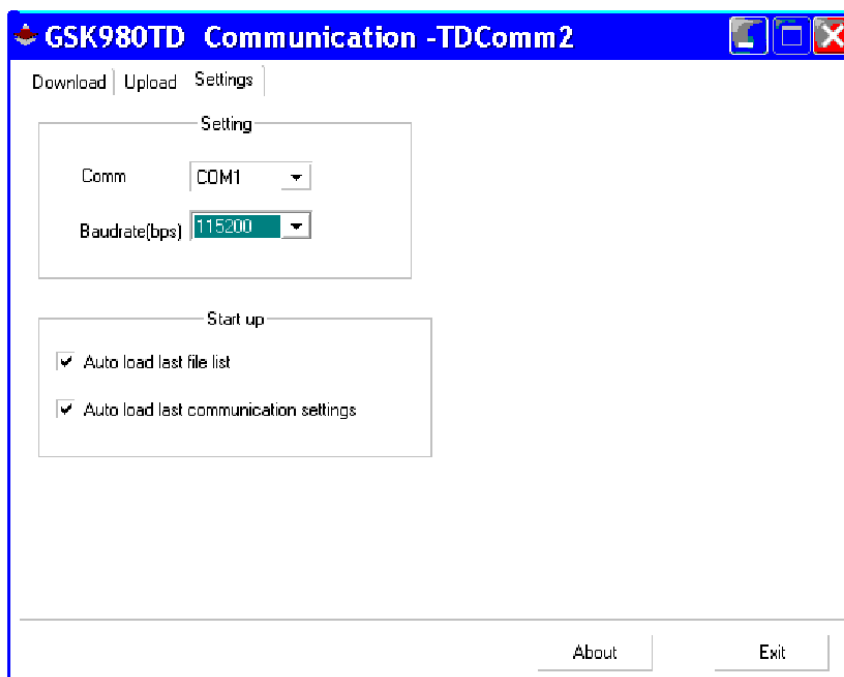 GSK980TD Communication -TDComm2
Download Upload Settings
Setting
Comm COM1
Baudrate(bps) 115200
Start up
Auto load last file list
Auto load last communication settings
About Exit